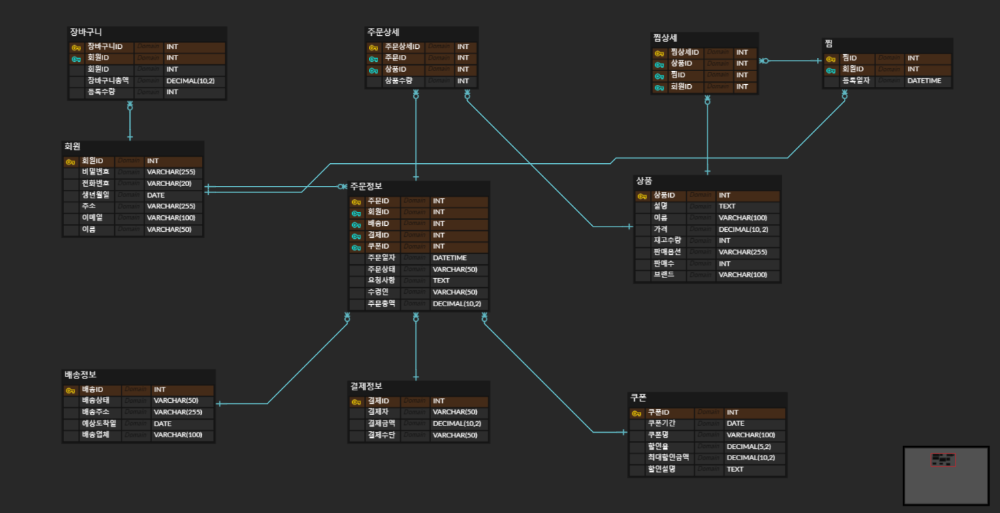 장바구니
장바구니ID Domain INT
회원ID Domain INT
회원ID Domain INT
장바구니총액 Domain DECIMAL(10,2)
등록수량 Domain INT
주문상세
주문상세ID Domain INT
주문ID Domain INT
상품ID Domain INT
상품수량 Domain INT
찜상세
찜상세ID Domain INT
상품ID Domain INT
찜ID Domain INT
회원ID Domain INT
찜
찜ID Domain INT
회원ID Domain INT
등록일자 Domain DATETIME
회원
회원ID Domain INT
비밀번호 Domain VARCHAR(255)
전화번호 Domain VARCHAR(20)
생년월일 Domain DATE
주소 Domain VARCHAR(255)
이메일 Domain VARCHAR(100)
이름 Domain VARCHAR(50)
주문정보
주문ID Domain INT
회원ID Domain INT
배송ID Domain INT
결제ID Domain INT
쿠폰ID Domain INT
주문일자 Domain DATETIME
주문상태 Domain VARCHAR(50)
요청사항 Domain TEXT
수령인 Domain VARCHAR(50)
주문총액 Domain DECIMAL(10,2)
상품
상품ID Domain INT
설명 Domain TEXT
이름 Domain VARCHAR(100)
가격 Domain DECIMAL(10, 2)
재고수량 Domain INT
판매옵션 Domain VARCHAR(255)
판매수 Domain INT
브랜드 Domain VARCHAR(100)
배송정보
배송ID Domain INT
배송상태 Domain VARCHAR(50)
배송주소 Domain VARCHAR(255)
예상도착일 Domain DATE
배송업체 Domain VARCHAR(100)
결제정보
결제ID Domain INT
결제자 Domain VARCHAR(50)
결제금액 Domain DECIMAL(10,2)
결제수단 Domain VARCHAR(50)
쿠폰
쿠폰ID Domain INT
쿠폰기간 Domain DATE
쿠폰명 Domain VARCHAR(100)
할인율 Domain DECIMAL(5,2)
최대할인금액 Domain DECIMAL(10,2)
할인설명 Domain TEXT